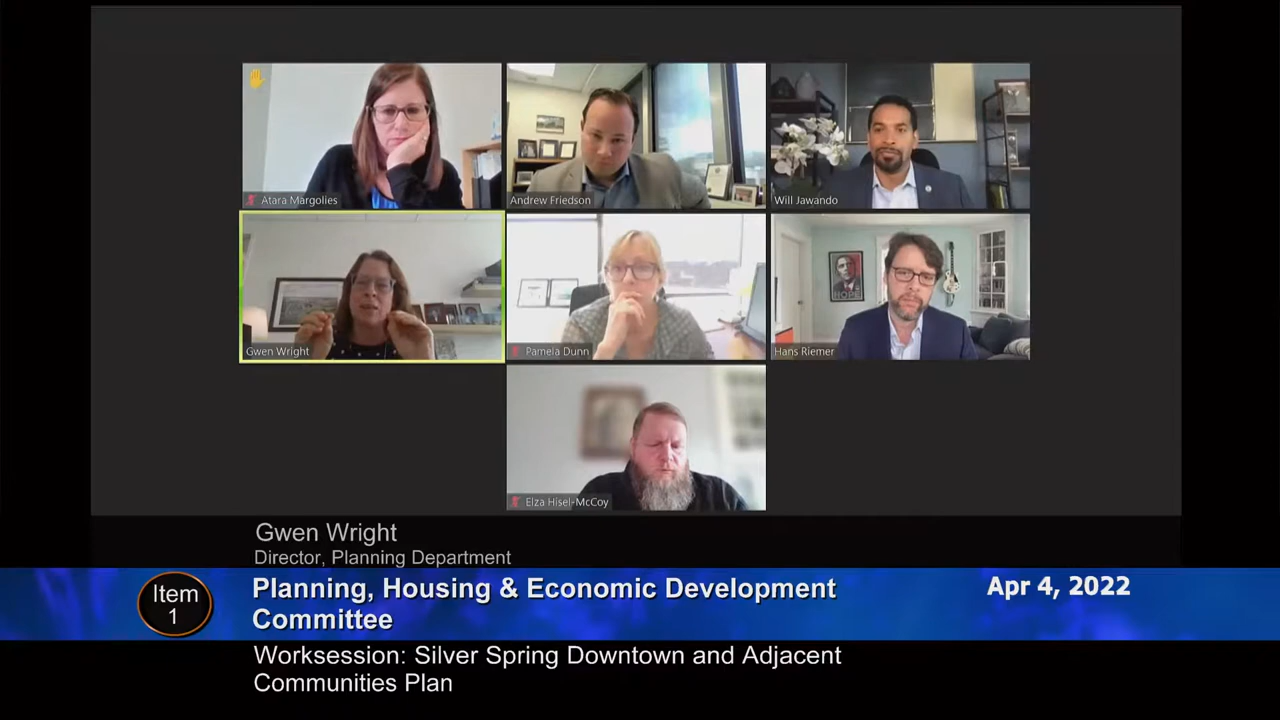 Atara Margolies
Andrew Friedson
Will Jawando
Gwen Wright
Pamela Dunn
Hans Riemer
HOPE
Elza Hisel-McCoy
Gwen Wright
Director, Planning Department
Item
1
Planning, Housing & Economic Development
Committee
Apr 4, 2022
Worksession: Silver Spring Downtown and Adjacent
Communities Plan